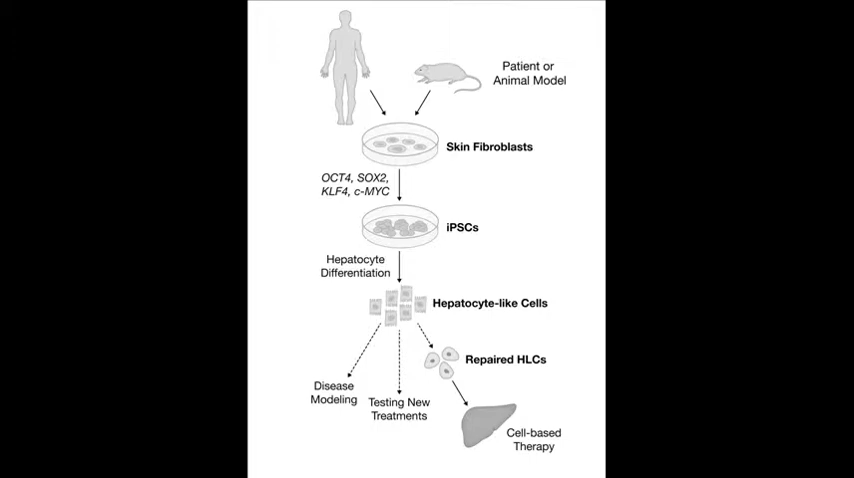 Patient or
Animal Model
Skin Fibroblasts
OCT4, SOX2,
KLF4, c-MYC
iPSCs
Hepatocyte
Differentiation
Hepatocyte-like Cells
Repaired HLCs
Disease
Modeling
Testing New
Treatments
Cell-based
Therapy